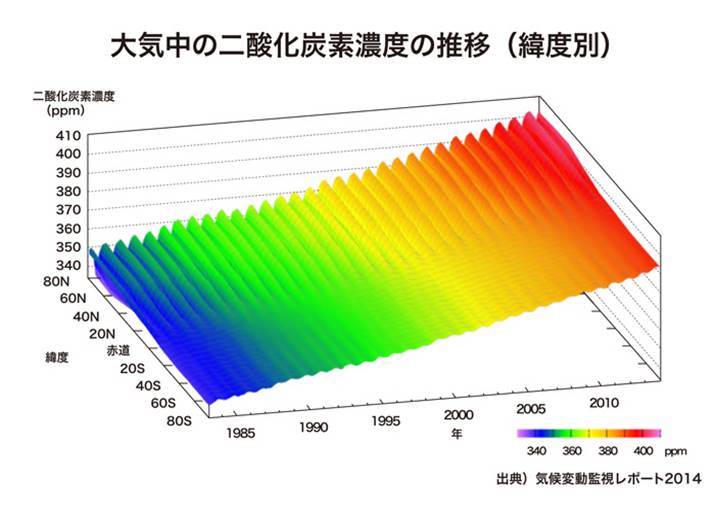 大気中の二酸化炭素濃度の推移（緯度別）
二酸化炭素濃度
（ppm）
410
400
390
380
370
360
350
340
80N
60N
40N
20N
赤道
20S
40S
60S
80S
緯度
1985
1990
1995
2000
2005
2010
年
340 360 380 400 ppm
出典）気候変動監視レポート2014